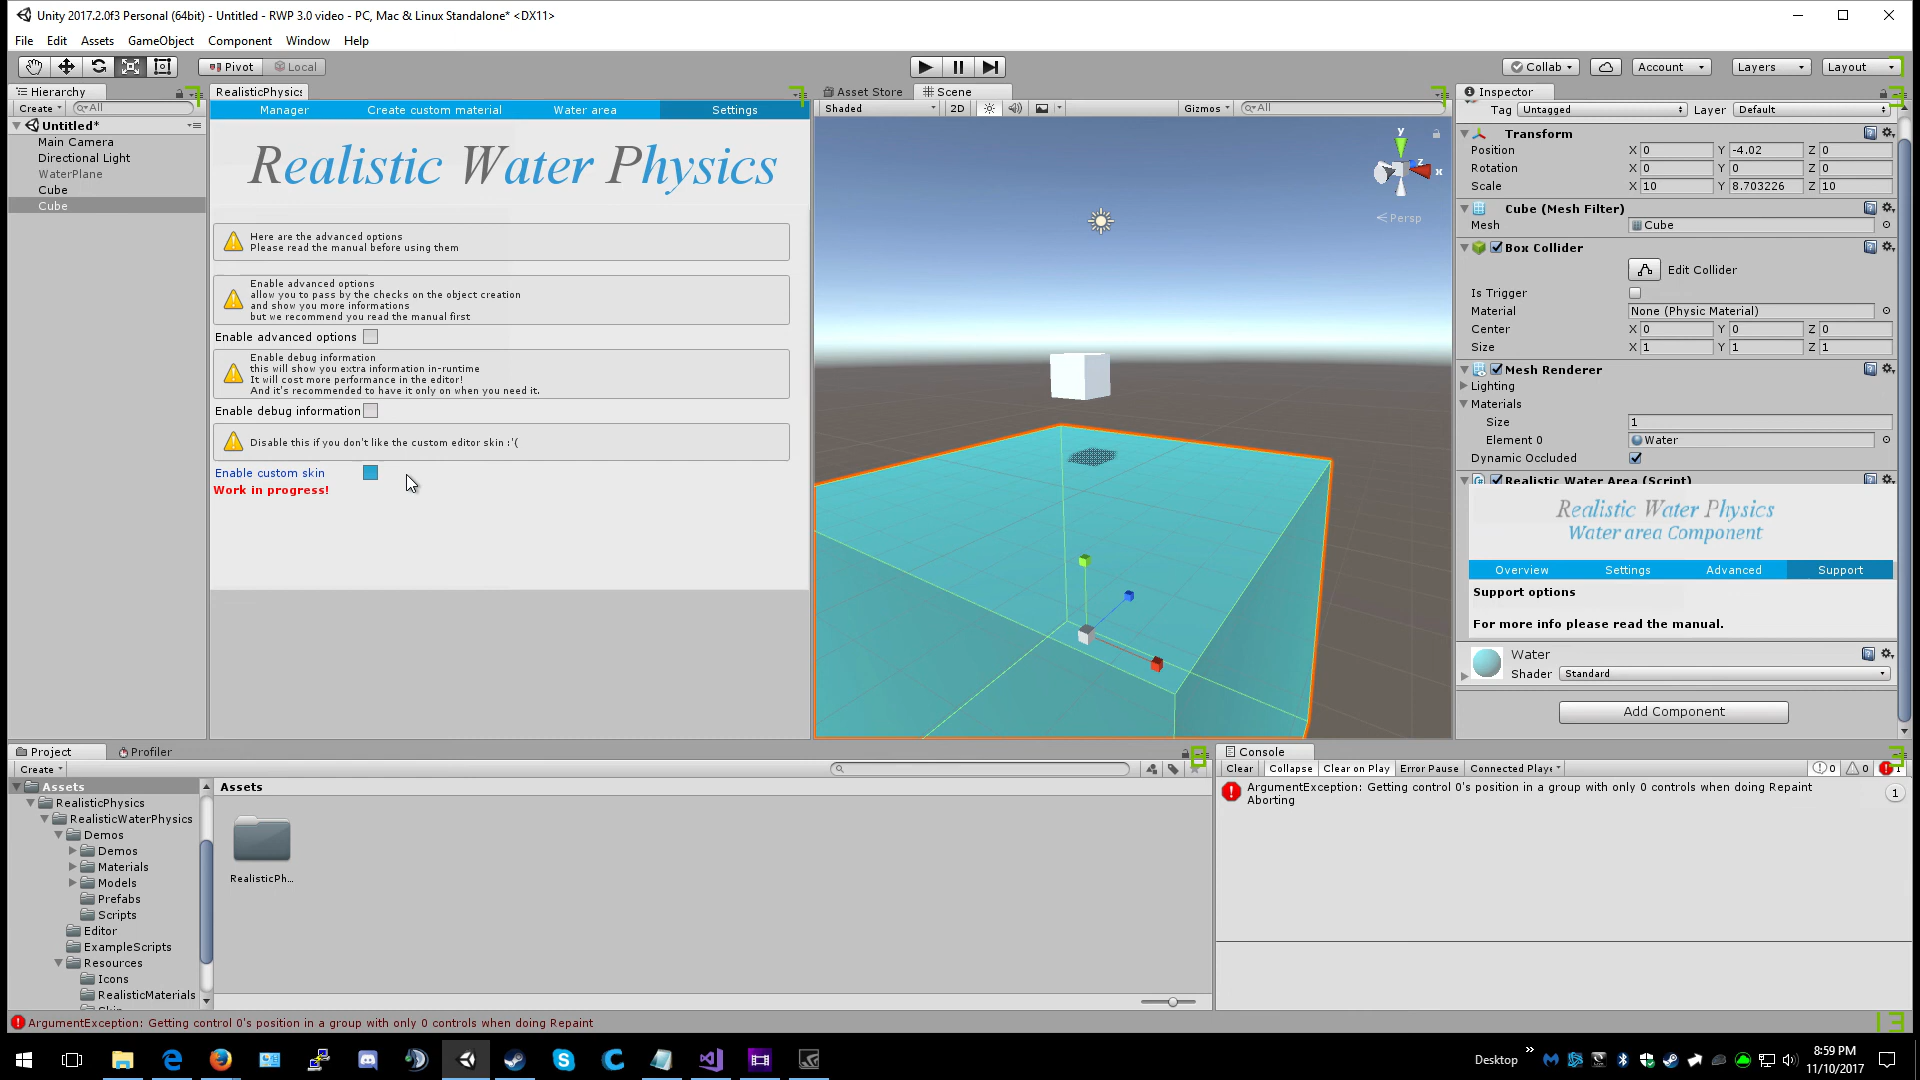 Unity 2017.2.0f3 Personal (64bit) - Untitled - RWP 3.0 video - PC, Mac & Linux Standalone* <DX11>
File Edit Assets GameObject Component Window Help
Pivot Local
Collab Account Layers Layout
Hierarchy
Create All
Untitled*
Main Camera
Directional Light
WaterPlane
Cube
Cube
RealisticPhysics
Manager Create custom material Water area Settings
Realistic Water Physics
Here are the advanced options
Please read the manual before using them
Enable advanced options
allow you to pass by the checks on the object creation
and show you more informations
but we recommend you read the manual first
Enable advanced options
Enable debug information
this will show you extra information in-runtime
It will cost more performance in the editor!
And it's recommended to have it only on when you need it.
Enable debug information
Disable this if you don't like the custom editor skin :'(
Enable custom skin
Work in progress!
Asset Store Scene
Shaded 2D Gizmos All
y
z
x
Persp
Inspector
Tag Untagged Layer Default
Transform
Position X 0 Y -4.02 Z 0
Rotation X 0 Y 0 Z 0
Scale X 10 Y 8.703226 Z 10
Cube (Mesh Filter)
Mesh Cube
Box Collider
Edit Collider
Is Trigger
Material None (Physic Material)
Center X 0 Y 0 Z 0
Size X 1 Y 1 Z 1
Mesh Renderer
Lighting
Materials
Size 1
Element 0 Water
Dynamic Occluded
Realistic Water Area (Script)
Realistic Water Physics
Water area Component
Overview Settings Advanced Support
Support options
For more info please read the manual.
Water
Shader Standard
Add Component
Project Profiler
Create
Assets
RealisticPhysics
RealisticWaterPhysics
Demos
Demos
Materials
Models
Prefabs
Scripts
Editor
ExampleScripts
Resources
Icons
RealisticMaterials
Assets
RealisticPh...
8
Console
Clear Collapse Clear on Play Error Pause Connected Playe 0 0 1
ArgumentException: Getting control 0's position in a group with only 0 controls when doing Repaint
Aborting
1
ArgumentException: Getting control 0's position in a group with only 0 controls when doing Repaint
13
Desktop
8:59 PM
11/10/2017